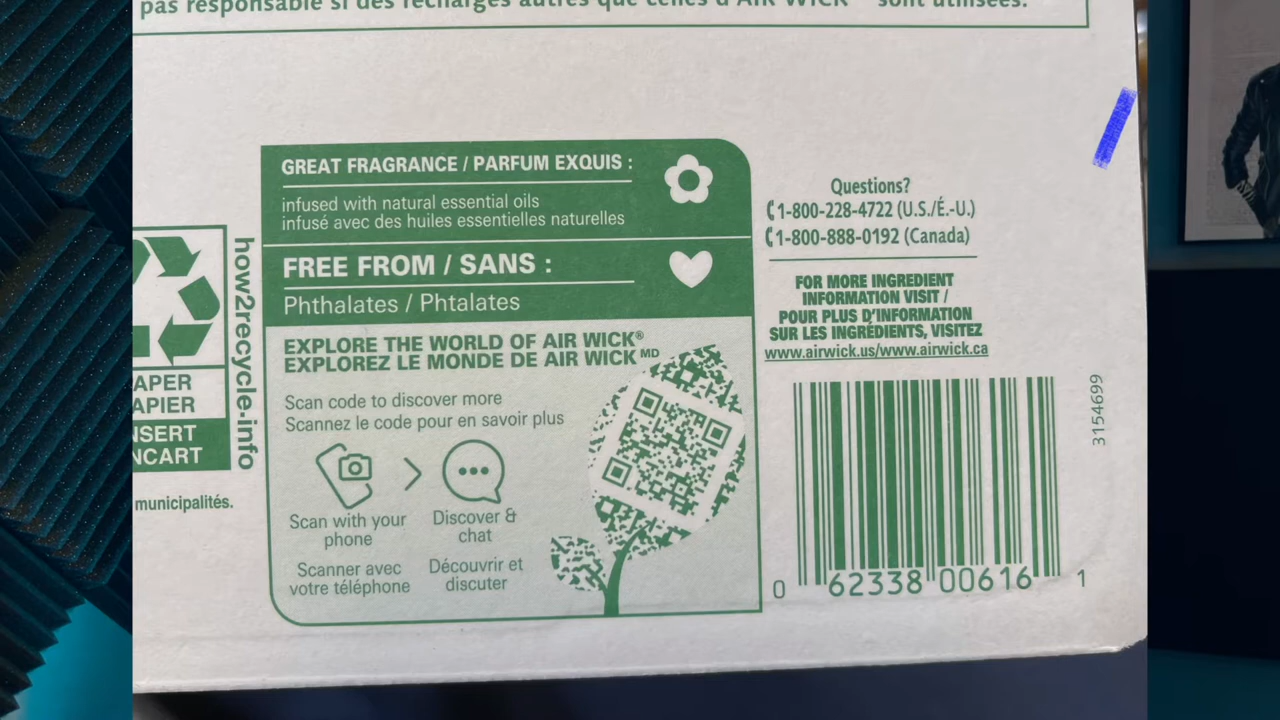 pas responsable si des recharges autres que celles d'AIR WICK sont utilisées.
GREAT FRAGRANCE / PARFUM EXQUIS :
infused with natural essential oils
infusé avec des huiles essentielles naturelles
FREE FROM / SANS :
Phthalates / Phtalates
EXPLORE THE WORLD OF AIR WICK®
EXPLOREZ LE MONDE DE AIR WICK MD
Scan code to discover more
Scannez le code pour en savoir plus
Scan with your
phone
Scanner avec
votre téléphone
Discover &
chat
Découvrir et
discuter
how2recycle.info
APER
APIER
NSERT
NCART
municipalités.
Questions?
1-800-228-4722 (U.S./É.-U.)
1-800-888-0192 (Canada)
FOR MORE INGREDIENT
INFORMATION VISIT /
POUR PLUS D'INFORMATION
SUR LES INGRÉDIENTS, VISITEZ
www.airwick.us/www.airwick.ca
3154699
0 62338 00616 1